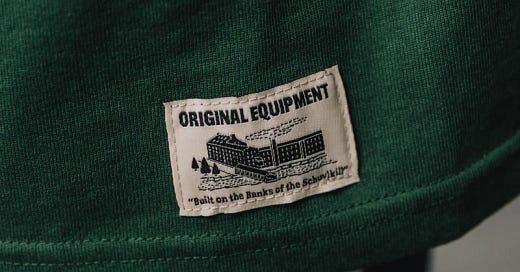 ORIGINAL EQUIPMENT
"Built on the Banks of the Schuylkill"